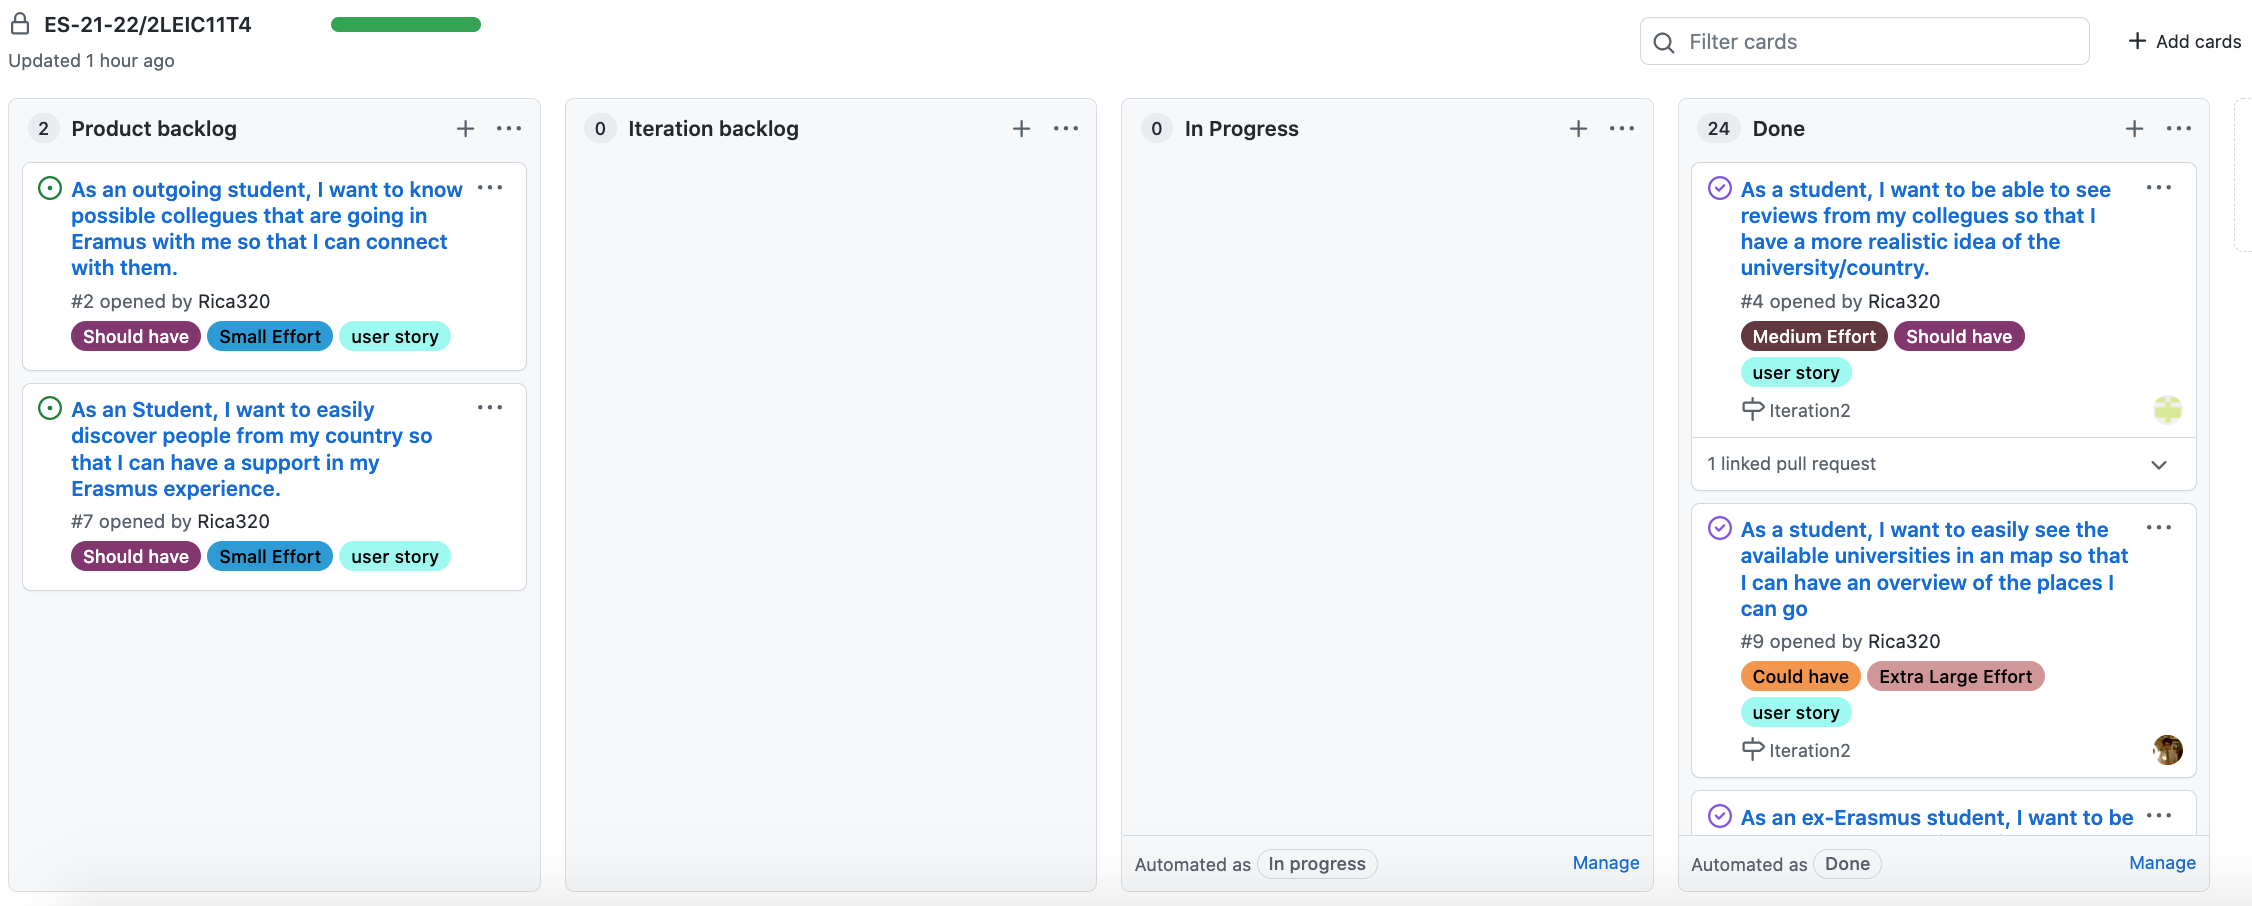 ES-21-22/2LEIC11T4
Updated 1 hour ago
Filter cards
Add cards
2 Product backlog
As an outgoing student, I want to know
possible collegues that are going in
Eramus with me so that I can connect
with them.
#2 opened by Rica320
Should have Small Effort user story
As an Student, I want to easily
discover people from my country so
that I can have a support in my
Erasmus experience.
#7 opened by Rica320
Should have Small Effort user story
0 Iteration backlog
0 In Progress
Automated as In progress Manage
24 Done
As a student, I want to be able to see
reviews from my collegues so that I
have a more realistic idea of the
university/country.
#4 opened by Rica320
Medium Effort Should have
user story
Iteration2
1 linked pull request
As a student, I want to easily see the
available universities in an map so that
I can have an overview of the places I
can go
#9 opened by Rica320
Could have Extra Large Effort
user story
Iteration2
As an ex-Erasmus student, I want to be
Automated as Done Manage